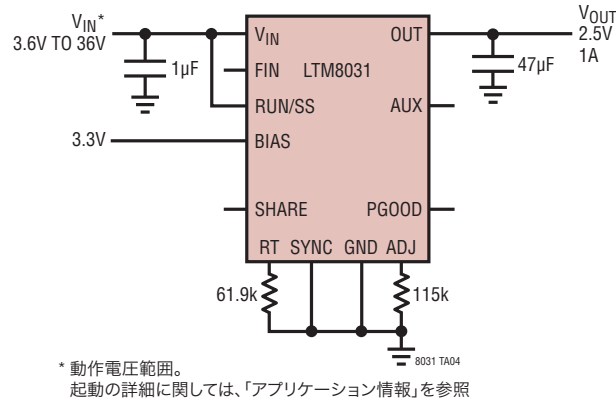 VIN*
3.6V TO 36V
1µF
VIN
OUT
FIN
LTM8031
RUN/SS
AUX
3.3V
BIAS
SHARE
PGOOD
RT SYNC GND ADJ
VOUT
2.5V
1A
47µF
61.9k
115k
8031 TA04
* 動作電圧範囲。
起動の詳細に関しては、「アプリケーション情報」を参照